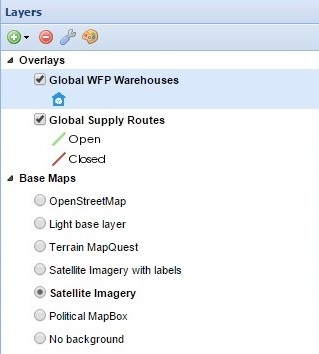 Layers
Overlays
Global WFP Warehouses
Global Supply Routes
Open
Closed
Base Maps
OpenStreetMap
Light base layer
Terrain MapQuest
Satellite Imagery with labels
Satellite Imagery
Political MapBox
No background